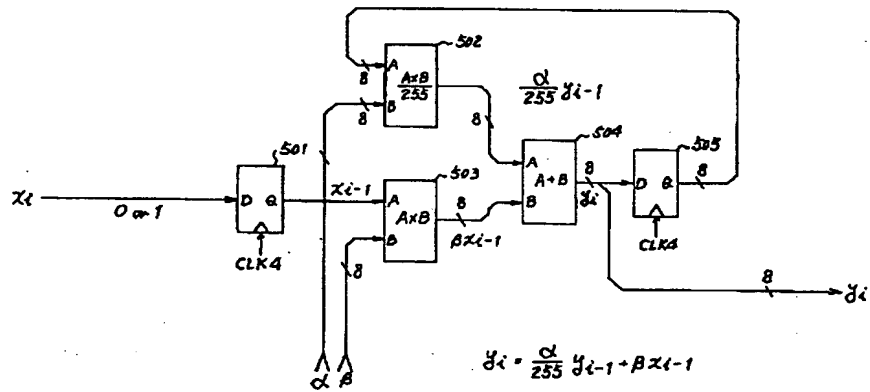 502
A
A×B
255
B
8
8
8
α/255 yi-1
504
A
A+B
B
8
yi
505
D Q
8
CLK4
501
xi
0 or 1
D Q
CLK4
xi-1
503
A
A×B
B
8
βxi-1
8
8
yi
α β
yi = α/255 yi-1 + βxi-1